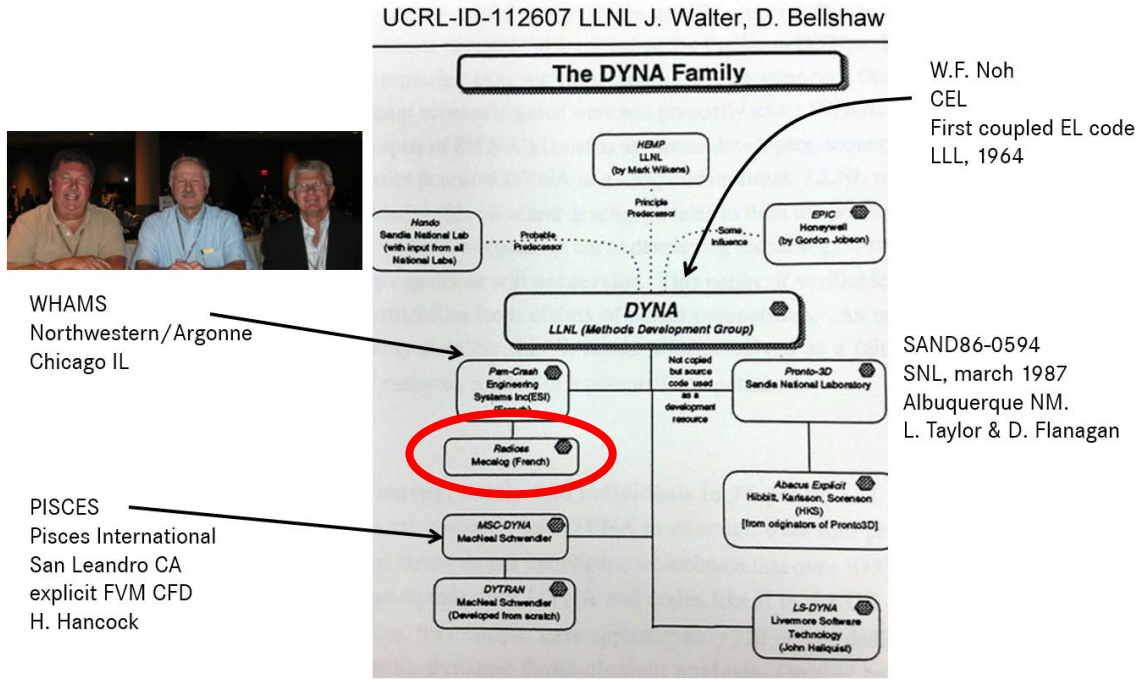 UCRL-ID-112607 LLNL J. Walter, D. Bellshaw
The DYNA Family
W.F. Noh
CEL
First coupled EL code
LLL, 1964
HEMP
LLNL
(by Mark Wilkens)
Principle
Predecessor
Hondo
Sandia National Lab
(with input from all
National Labs)
Probable
Predecessor
Some
Influence
EPIC
Honeywell
(by Gordon Jobson)
DYNA
LLNL (Methods Development Group)
WHAMS
Northwestern/Argonne
Chicago IL
Pam-Crash
Engineering
Systems Inc(ESI)
(French)
Not copied
but source
code used
as a
development
resource
Pronto-3D
Sandia National Laboratory
SAND86-0594
SNL, march 1987
Albuquerque NM.
L. Taylor & D. Flanagan
Radioss
Mecalog (French)
Abacus Explicit
Hibbitt, Karlsson, Sorenson
(HKS)
[from originators of Pronto3D]
PISCES
Pisces International
San Leandro CA
explicit FVM CFD
H. Hancock
MSC-DYNA
MacNeal Schwendler
DYTRAN
MacNeal Schwendler
(Developed from scratch)
LS-DYNA
Livermore Software
Technology
(John Hallquist)